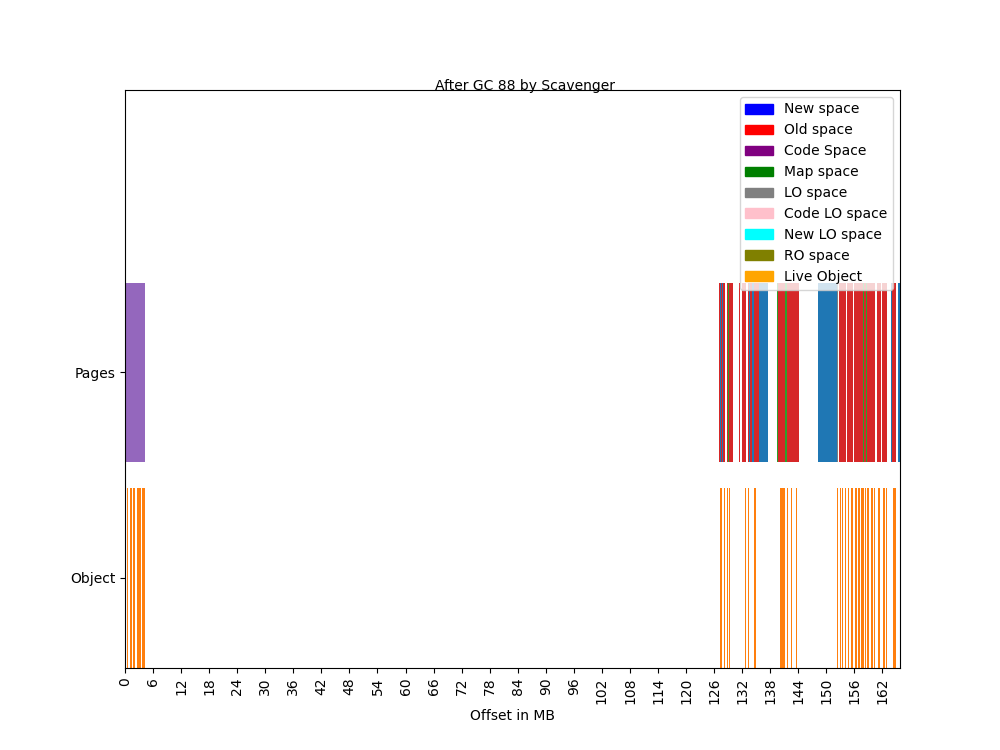 After GC 88 by Scavenger
New space
Old space
Code Space
Map space
LO space
Code LO space
New LO space
RO space
Live Object
Pages
Object
0 6 12 18 24 30 36 42 48 54 60 66 72 78 84 90 96 102 108 114 120 126 132 138 144 150 156 162
Offset in MB